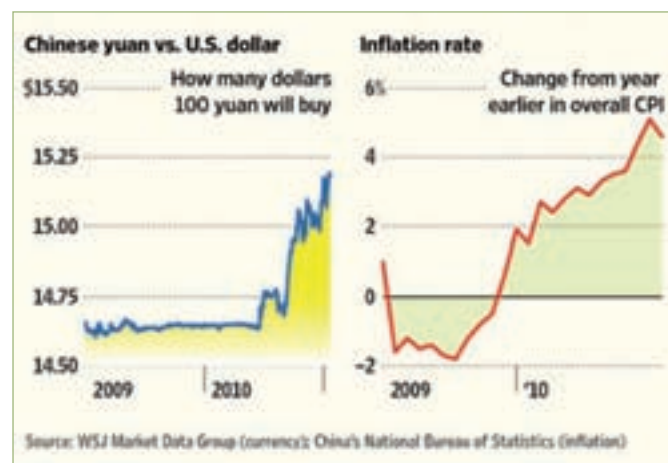 Chinese yuan vs. U.S. dollar
How many dollars
100 yuan will buy
$15.50
15.25
15.00
14.75
14.50
2009
2010
Inflation rate
Change from year
earlier in overall CPI
6%
4
2
0
-2
2009
'10
Source: WSJ Market Data Group (currency); China's National Bureau of Statistics (inflation)